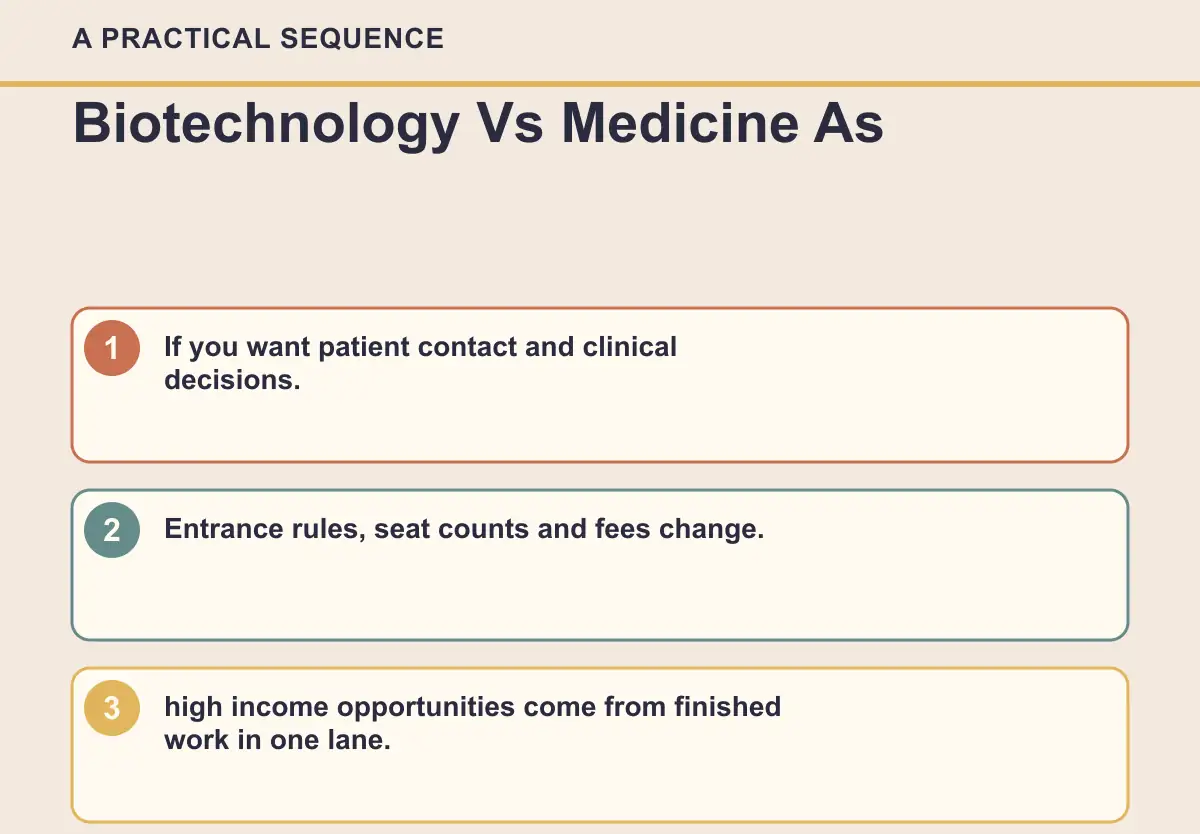 A PRACTICAL SEQUENCE
Biotechnology Vs Medicine As
1
If you want patient contact and clinical
decisions.
2
Entrance rules, seat counts and fees change.
3
high income opportunities come from finished
work in one lane.